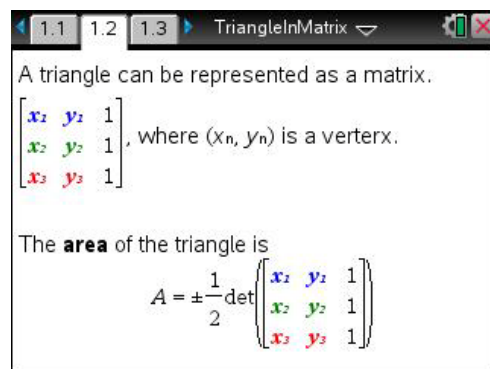 1.1 1.2 1.3 TriangleInMatrix
A triangle can be represented as a matrix.
x₁ y₁ 1
x₂ y₂ 1 , where (xₙ, yₙ) is a verterx.
x₃ y₃ 1
The area of the triangle is
A = ±1/2 det([x₁ y₁ 1
x₂ y₂ 1
x₃ y₃ 1])